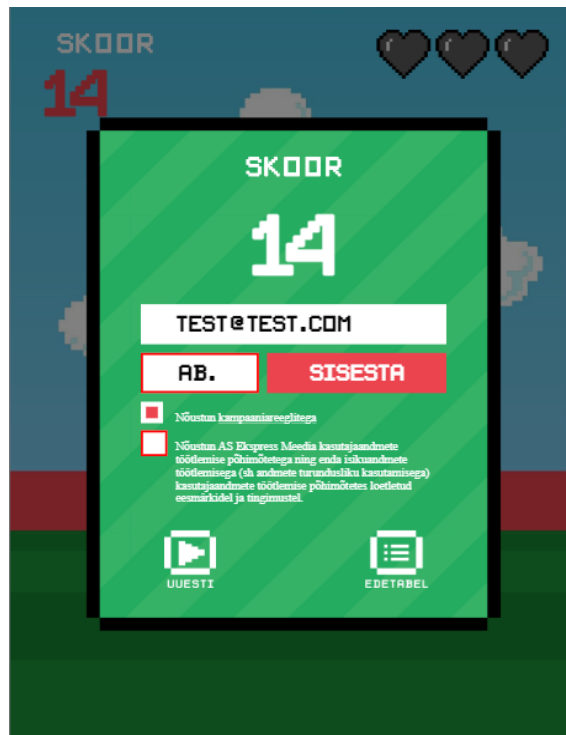 SKOOR
14
SKOOR
14
TEST@TEST.COM
AB.
SISESTA
Nõustun kampaaniareeglitega
Nõustun AS Ekspress Meedia kasutajaandmete
töötlemise põhimõtetega ning enda isikuandmete
töötlemisega (sh andmete turundusliku kasutamisega)
kasutajaandmete töötlemise põhimõtetes loetletud
eesmärkidel ja tingimustel.
UUESTI
EDETABEL